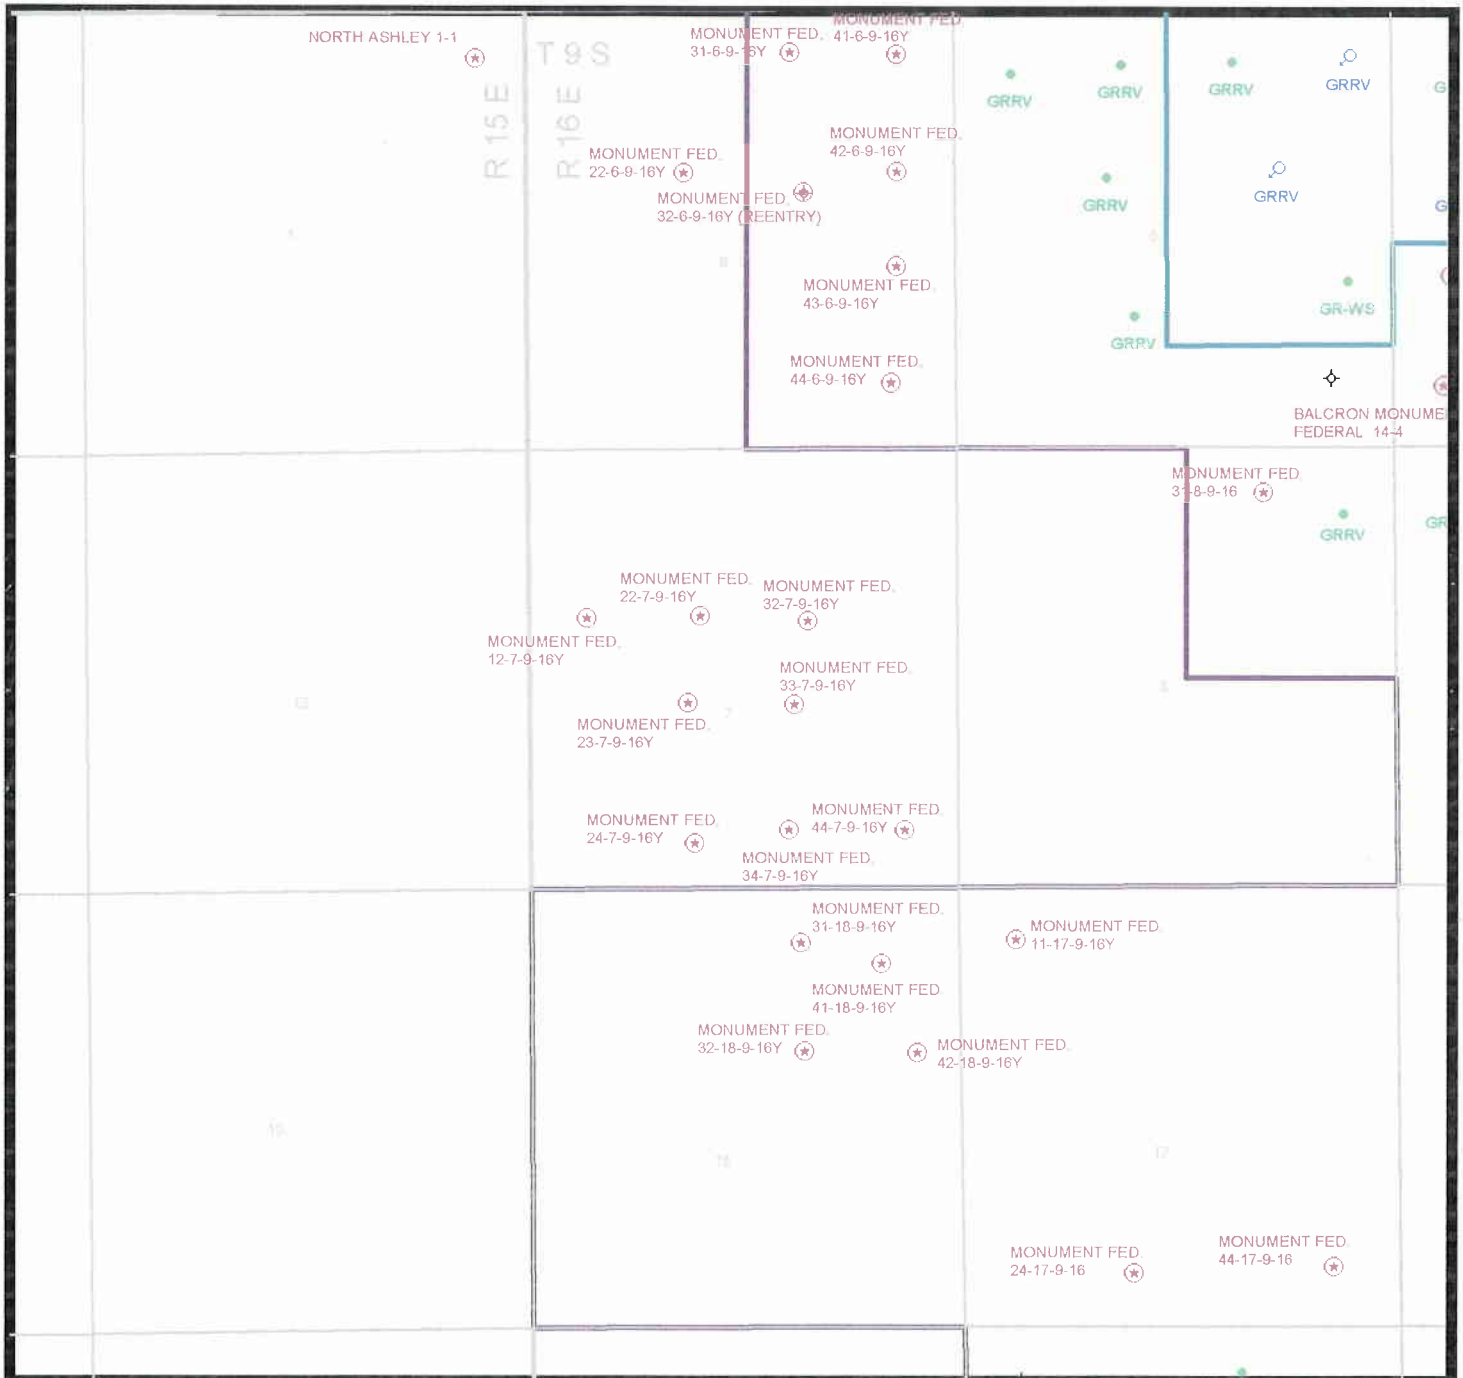 NORTH ASHLEY 1-1
T9S
R 15 E
R 16 E
MONUMENT FED.
31-6-9-16Y
MONUMENT FED.
41-6-9-16Y
GRRV
GRRV
GRRV
GRRV
G
MONUMENT FED.
42-6-9-16Y
MONUMENT FED.
22-6-9-16Y
MONUMENT FED.
32-6-9-16Y (REENTRY)
GRRV
GRRV
G
MONUMENT FED.
43-6-9-16Y
GR-WS
GRRV
MONUMENT FED.
44-6-9-16Y
BALCRON MONUME
FEDERAL 14-4
MONUMENT FED.
31-8-9-16
GRRV
GR
MONUMENT FED.
22-7-9-16Y
MONUMENT FED.
32-7-9-16Y
MONUMENT FED.
12-7-9-16Y
MONUMENT FED.
33-7-9-16Y
7
MONUMENT FED.
23-7-9-16Y
MONUMENT FED.
44-7-9-16Y
MONUMENT FED.
24-7-9-16Y
MONUMENT FED.
34-7-9-16Y
MONUMENT FED.
31-18-9-16Y
MONUMENT FED.
11-17-9-16Y
MONUMENT FED.
41-18-9-16Y
MONUMENT FED.
32-18-9-16Y
MONUMENT FED.
42-18-9-16Y
18
17
MONUMENT FED.
24-17-9-16
MONUMENT FED.
44-17-9-16